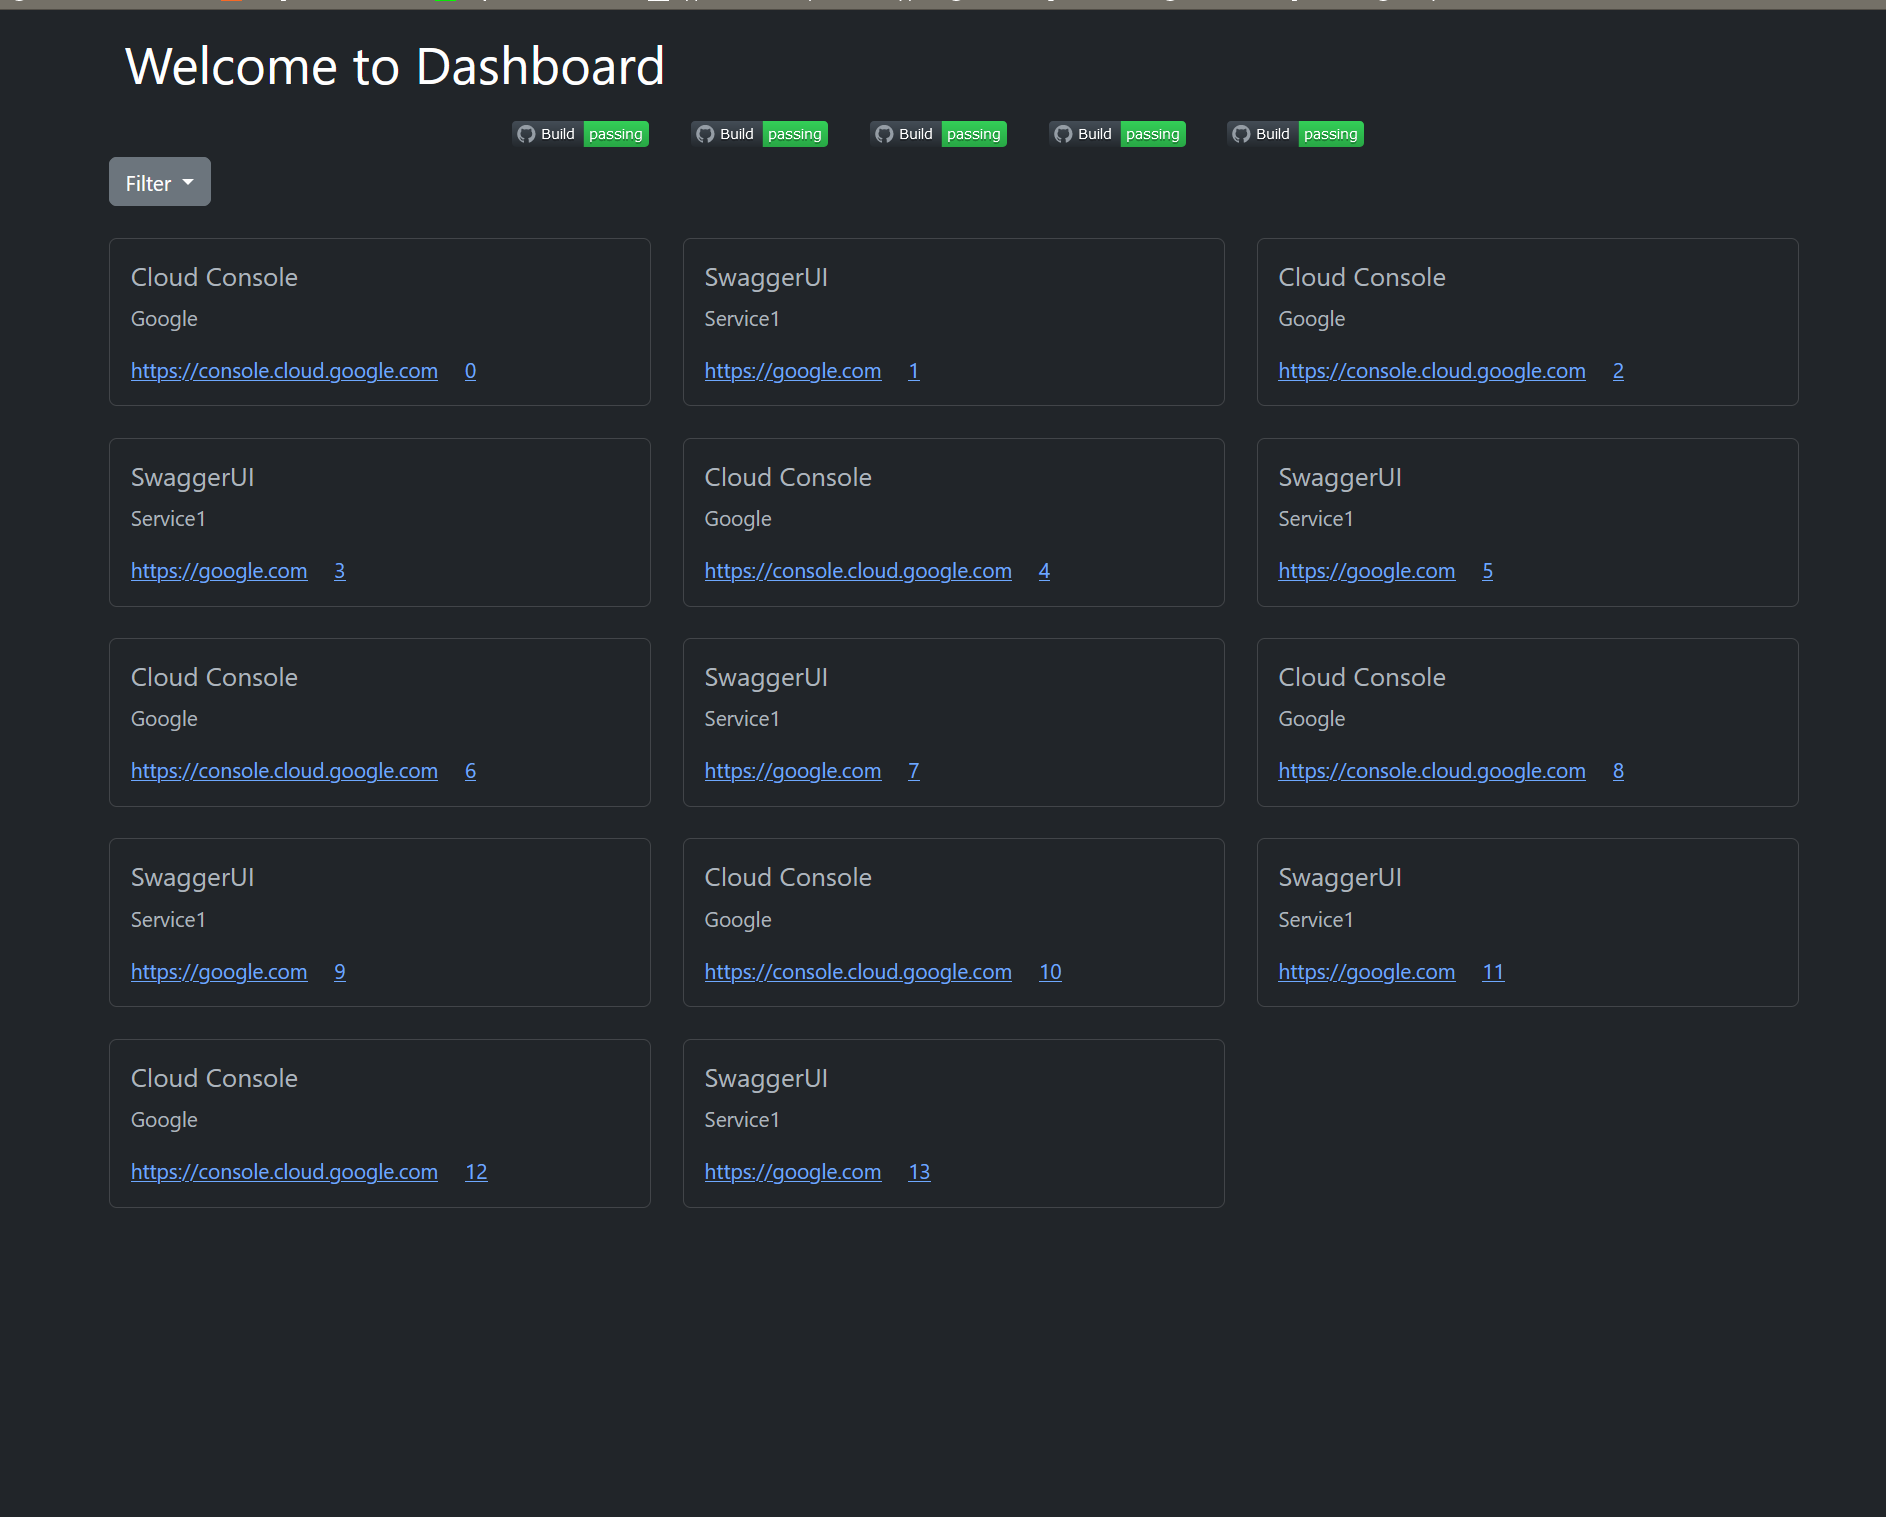 Welcome to Dashboard
Build passing Build passing Build passing Build passing Build passing
Filter
Cloud Console
Google
https://console.cloud.google.com 0
SwaggerUI
Service1
https://google.com 1
Cloud Console
Google
https://console.cloud.google.com 2
SwaggerUI
Service1
https://google.com 3
Cloud Console
Google
https://console.cloud.google.com 4
SwaggerUI
Service1
https://google.com 5
Cloud Console
Google
https://console.cloud.google.com 6
SwaggerUI
Service1
https://google.com 7
Cloud Console
Google
https://console.cloud.google.com 8
SwaggerUI
Service1
https://google.com 9
Cloud Console
Google
https://console.cloud.google.com 10
SwaggerUI
Service1
https://google.com 11
Cloud Console
Google
https://console.cloud.google.com 12
SwaggerUI
Service1
https://google.com 13